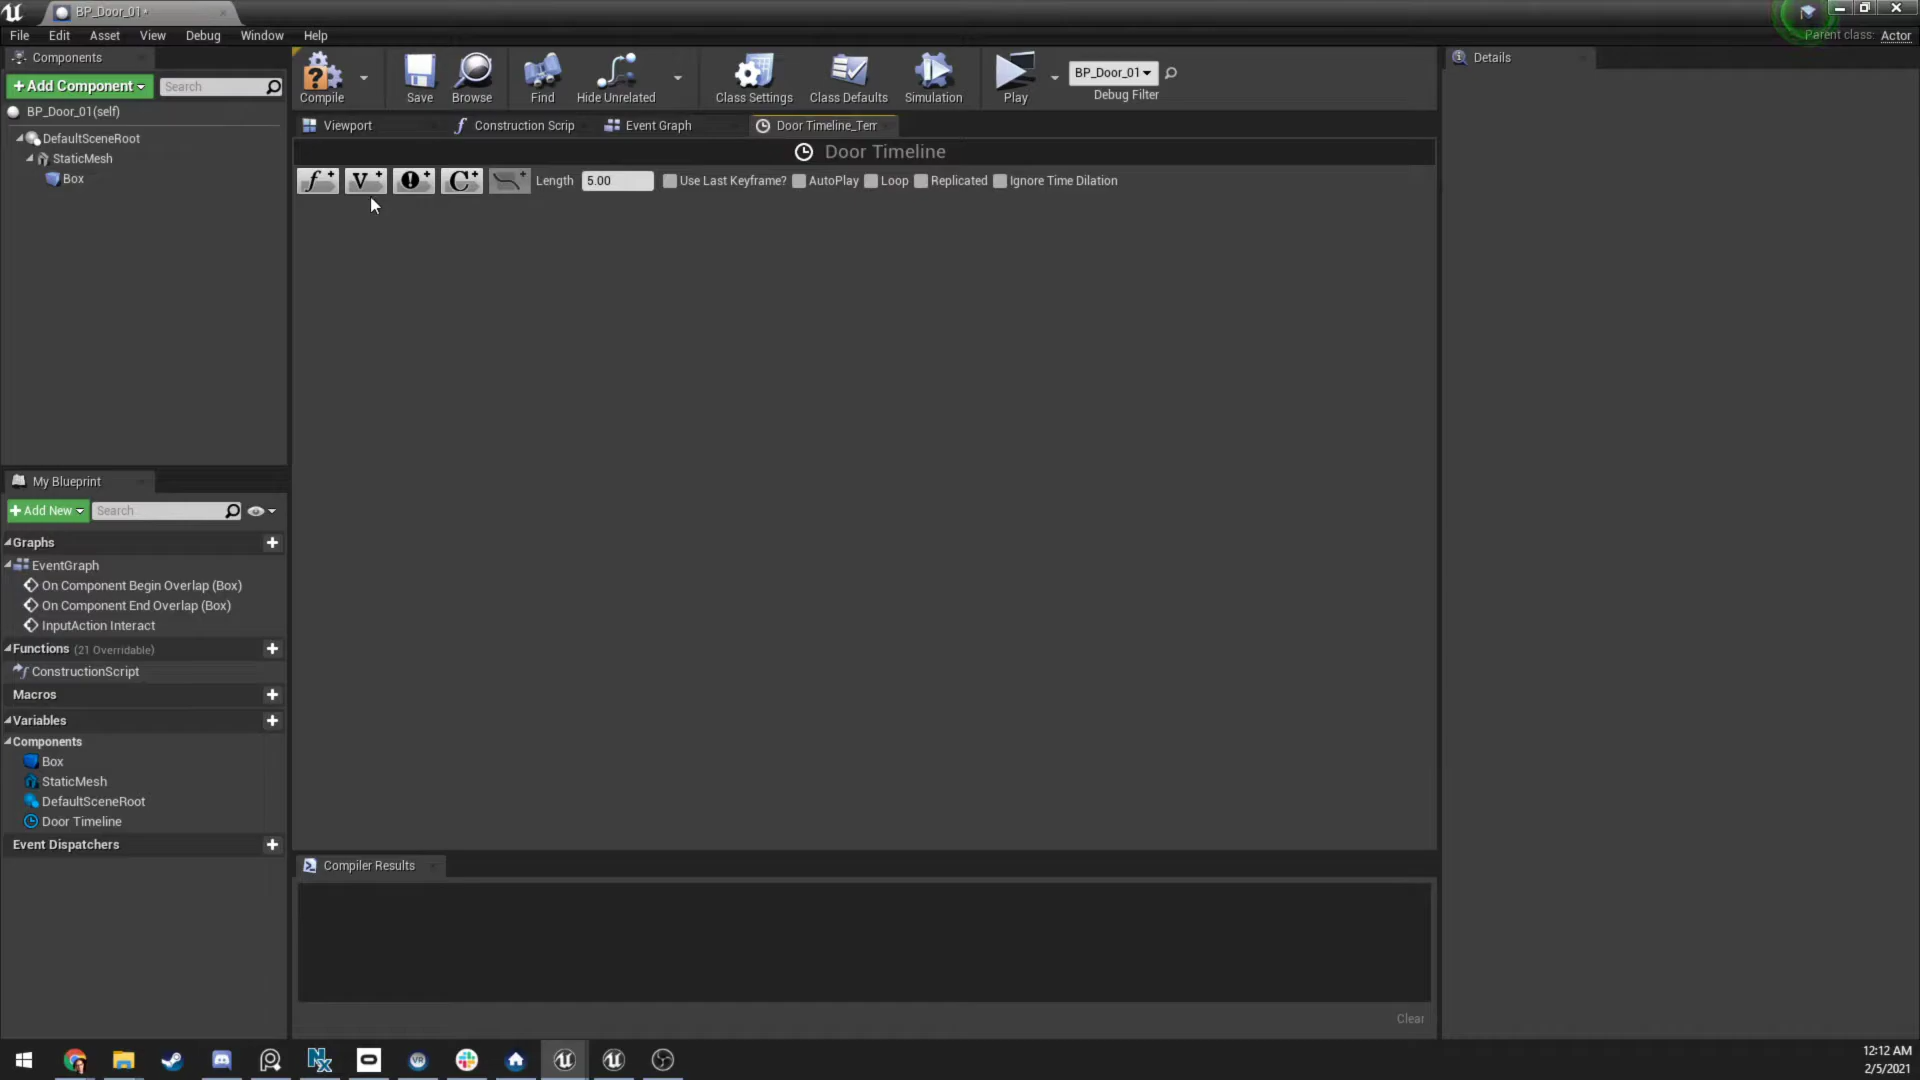 BP_Door_01*
File Edit Asset View Debug Window Help
Parent class: Actor
Components
+ Add Component
Search
BP_Door_01(self)
DefaultSceneRoot
StaticMesh
Box
Compile
Save
Browse
Find
Hide Unrelated
Class Settings
Class Defaults
Simulation
Play
BP_Door_01
Debug Filter
Details
Viewport
Construction Scrip
Event Graph
Door Timeline_Tem
Door Timeline
f+ V+ !+ C+ Length 5.00 Use Last Keyframe? AutoPlay Loop Replicated Ignore Time Dilation
My Blueprint
+ Add New Search
Graphs
EventGraph
On Component Begin Overlap (Box)
On Component End Overlap (Box)
InputAction Interact
Functions (21 Overridable)
ConstructionScript
Macros
Variables
Components
Box
StaticMesh
DefaultSceneRoot
Door Timeline
Event Dispatchers
Compiler Results
Clear
12:12 AM
2/5/2021